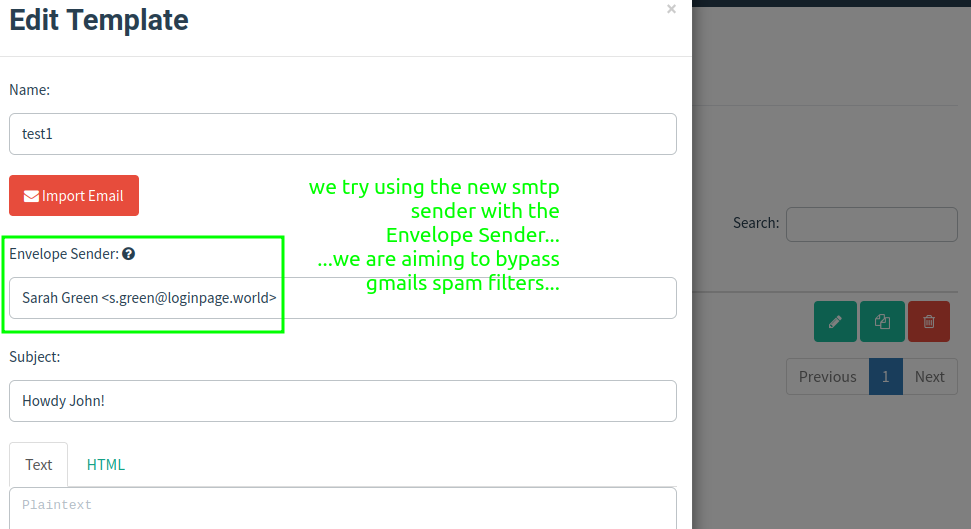 Edit Template
×
Name:
test1
Import Email
we try using the new smtp
sender with the
Envelope Sender...
...we are aiming to bypass
gmails spam filters...
Envelope Sender:
Sarah Green <s.green@loginpage.world>
Subject:
Howdy John!
Text
HTML
Plaintext
Search:
Previous
1
Next